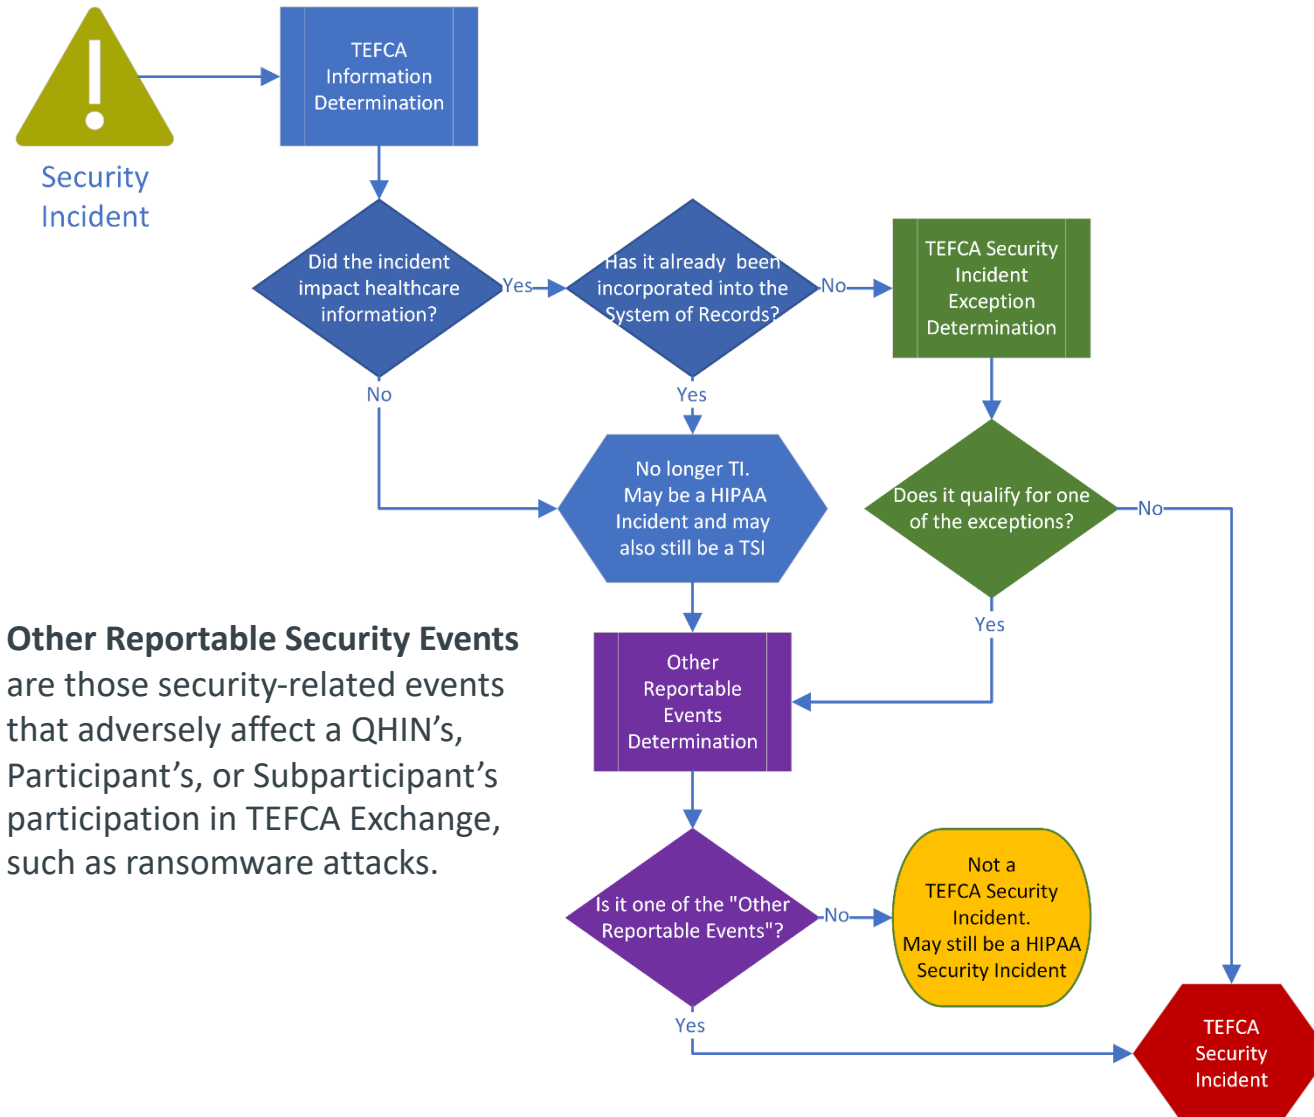 TEFCA
Information
Determination
Security
Incident
Did the incident
impact healthcare
information?
Yes
Has it already been
incorporated into the
System of Records?
No
TEFCA Security
Incident
Exception
Determination
No
Yes
No longer TI.
May be a HIPAA
Incident and may
also still be a TSI
Does it qualify for one
of the exceptions?
No
Yes
Other Reportable Security Events
are those security-related events
that adversely affect a QHIN’s,
Participant’s, or Subparticipant’s
participation in TEFCA Exchange,
such as ransomware attacks.
Other
Reportable
Events
Determination
Is it one of the "Other
Reportable Events"?
No
Not a
TEFCA Security
Incident.
May still be a HIPAA
Security Incident
Yes
TEFCA
Security
Incident